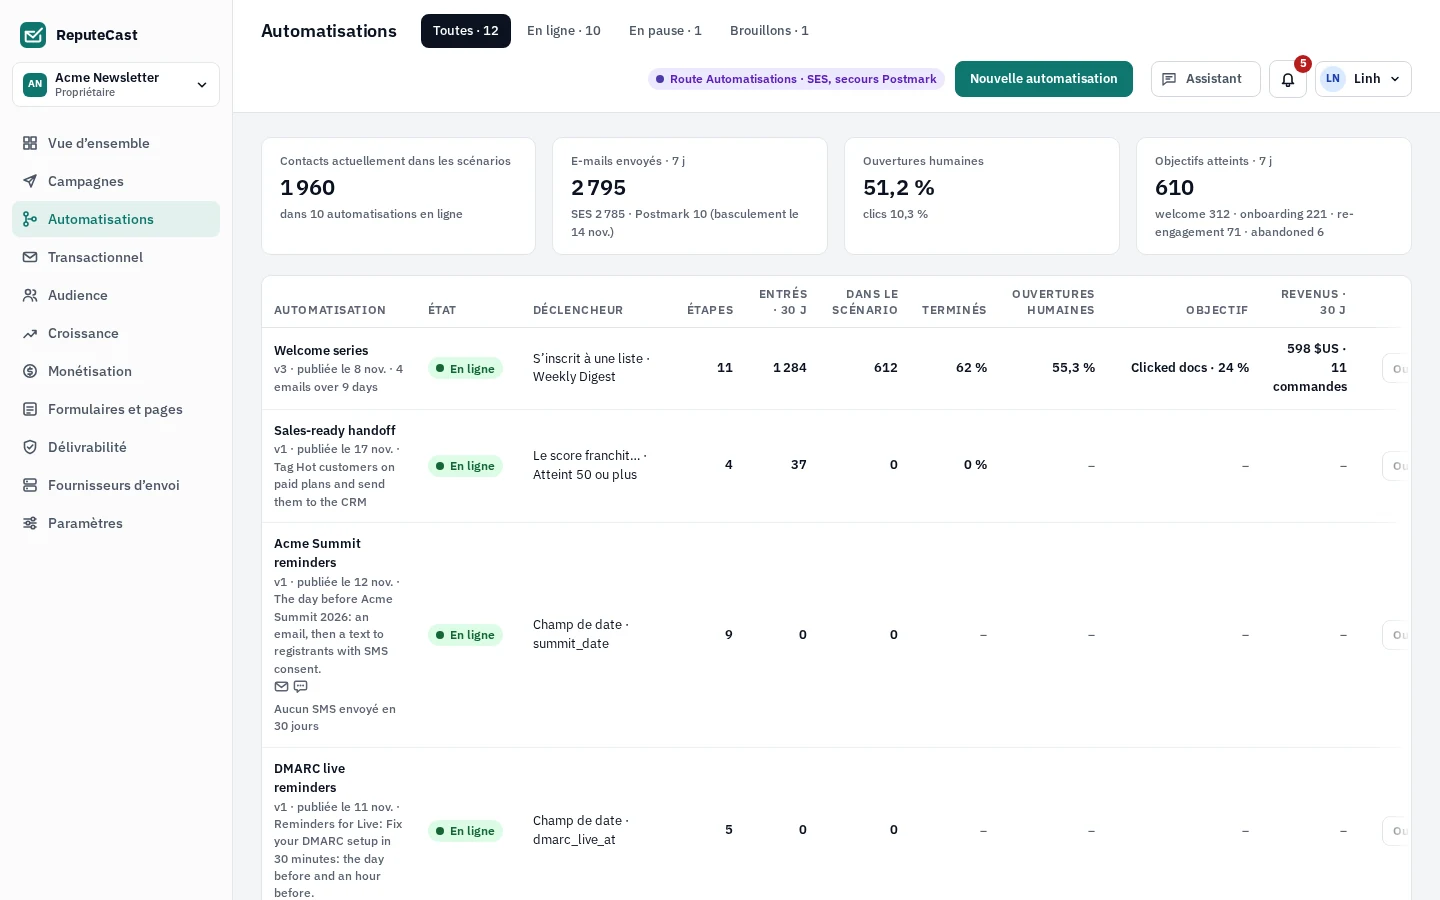 ReputeCast
AN
Acme Newsletter
Propriétaire
Vue d’ensemble
Campagnes
Automatisations
Transactionnel
Audience
Croissance
Monétisation
Formulaires et pages
Délivrabilité
Fournisseurs d’envoi
Paramètres
Automatisations
Toutes · 12
En ligne · 10
En pause · 1
Brouillons · 1
Route Automatisations · SES, secours Postmark
Nouvelle automatisation
Assistant
5
LN
Linh
Contacts actuellement dans les scénarios
1 960
dans 10 automatisations en ligne
E-mails envoyés · 7 j
2 795
SES 2 785 · Postmark 10 (basculement le
14 nov.)
Ouvertures humaines
51,2 %
clics 10,3 %
Objectifs atteints · 7 j
610
welcome 312 · onboarding 221 · re-
engagement 71 · abandoned 6
AUTOMATISATION
ÉTAT
DÉCLENCHEUR
ÉTAPES
ENTRÉS
· 30 J
DANS LE
SCÉNARIO
TERMINÉS
OUVERTURES
HUMAINES
OBJECTIF
REVENUS ·
30 J
Welcome series
v3 · publiée le 8 nov. · 4
emails over 9 days
En ligne
S’inscrit à une liste ·
Weekly Digest
11
1 284
612
62 %
55,3 %
Clicked docs · 24 %
598 $US ·
11
commandes
Ou
Sales-ready handoff
v1 · publiée le 17 nov. ·
Tag Hot customers on
paid plans and send
them to the CRM
En ligne
Le score franchit… ·
Atteint 50 ou plus
4
37
0
0 %
–
–
–
Ou
Acme Summit
reminders
v1 · publiée le 12 nov. ·
The day before Acme
Summit 2026: an
email, then a text to
registrants with SMS
consent.
Aucun SMS envoyé en
30 jours
En ligne
Champ de date ·
summit_date
9
0
0
–
–
–
–
Ou
DMARC live
reminders
v1 · publiée le 11 nov. ·
Reminders for Live: Fix
your DMARC setup in
30 minutes: the day
before and an hour
before.
En ligne
Champ de date ·
dmarc_live_at
5
0
0
–
–
–
–
Ou